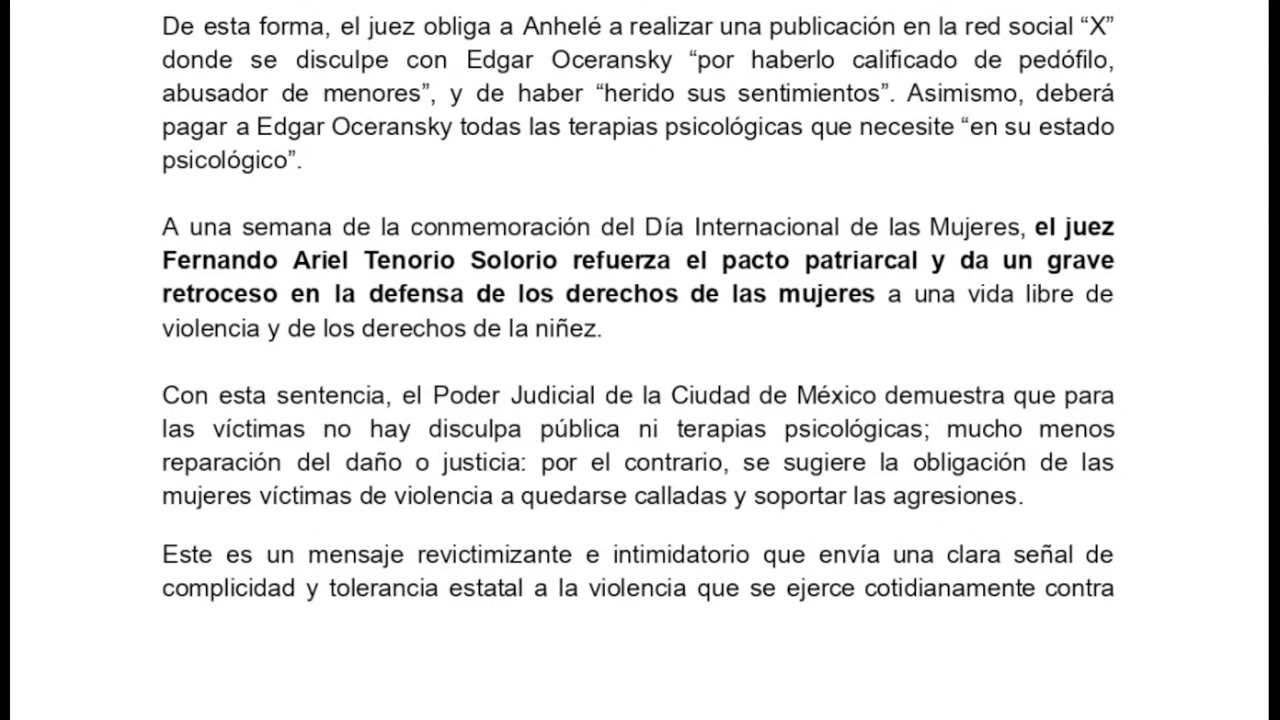 De esta forma, el juez obliga a Anhelé a realizar una publicación en la red social “X”
donde se disculpe con Edgar Oceransky “por haberlo calificado de pedófilo,
abusador de menores”, y de haber “herido sus sentimientos”. Asimismo, deberá
pagar a Edgar Oceransky todas las terapias psicológicas que necesite “en su estado
psicológico”.
A una semana de la conmemoración del Día Internacional de las Mujeres, el juez
Fernando Ariel Tenorio Solorio refuerza el pacto patriarcal y da un grave
retroceso en la defensa de los derechos de las mujeres a una vida libre de
violencia y de los derechos de la niñez.
Con esta sentencia, el Poder Judicial de la Ciudad de México demuestra que para
las víctimas no hay disculpa pública ni terapias psicológicas; mucho menos
reparación del daño o justicia: por el contrario, se sugiere la obligación de las
mujeres víctimas de violencia a quedarse calladas y soportar las agresiones.
Este es un mensaje revictimizante e intimidatorio que envía una clara señal de
complicidad y tolerancia estatal a la violencia que se ejerce cotidianamente contra